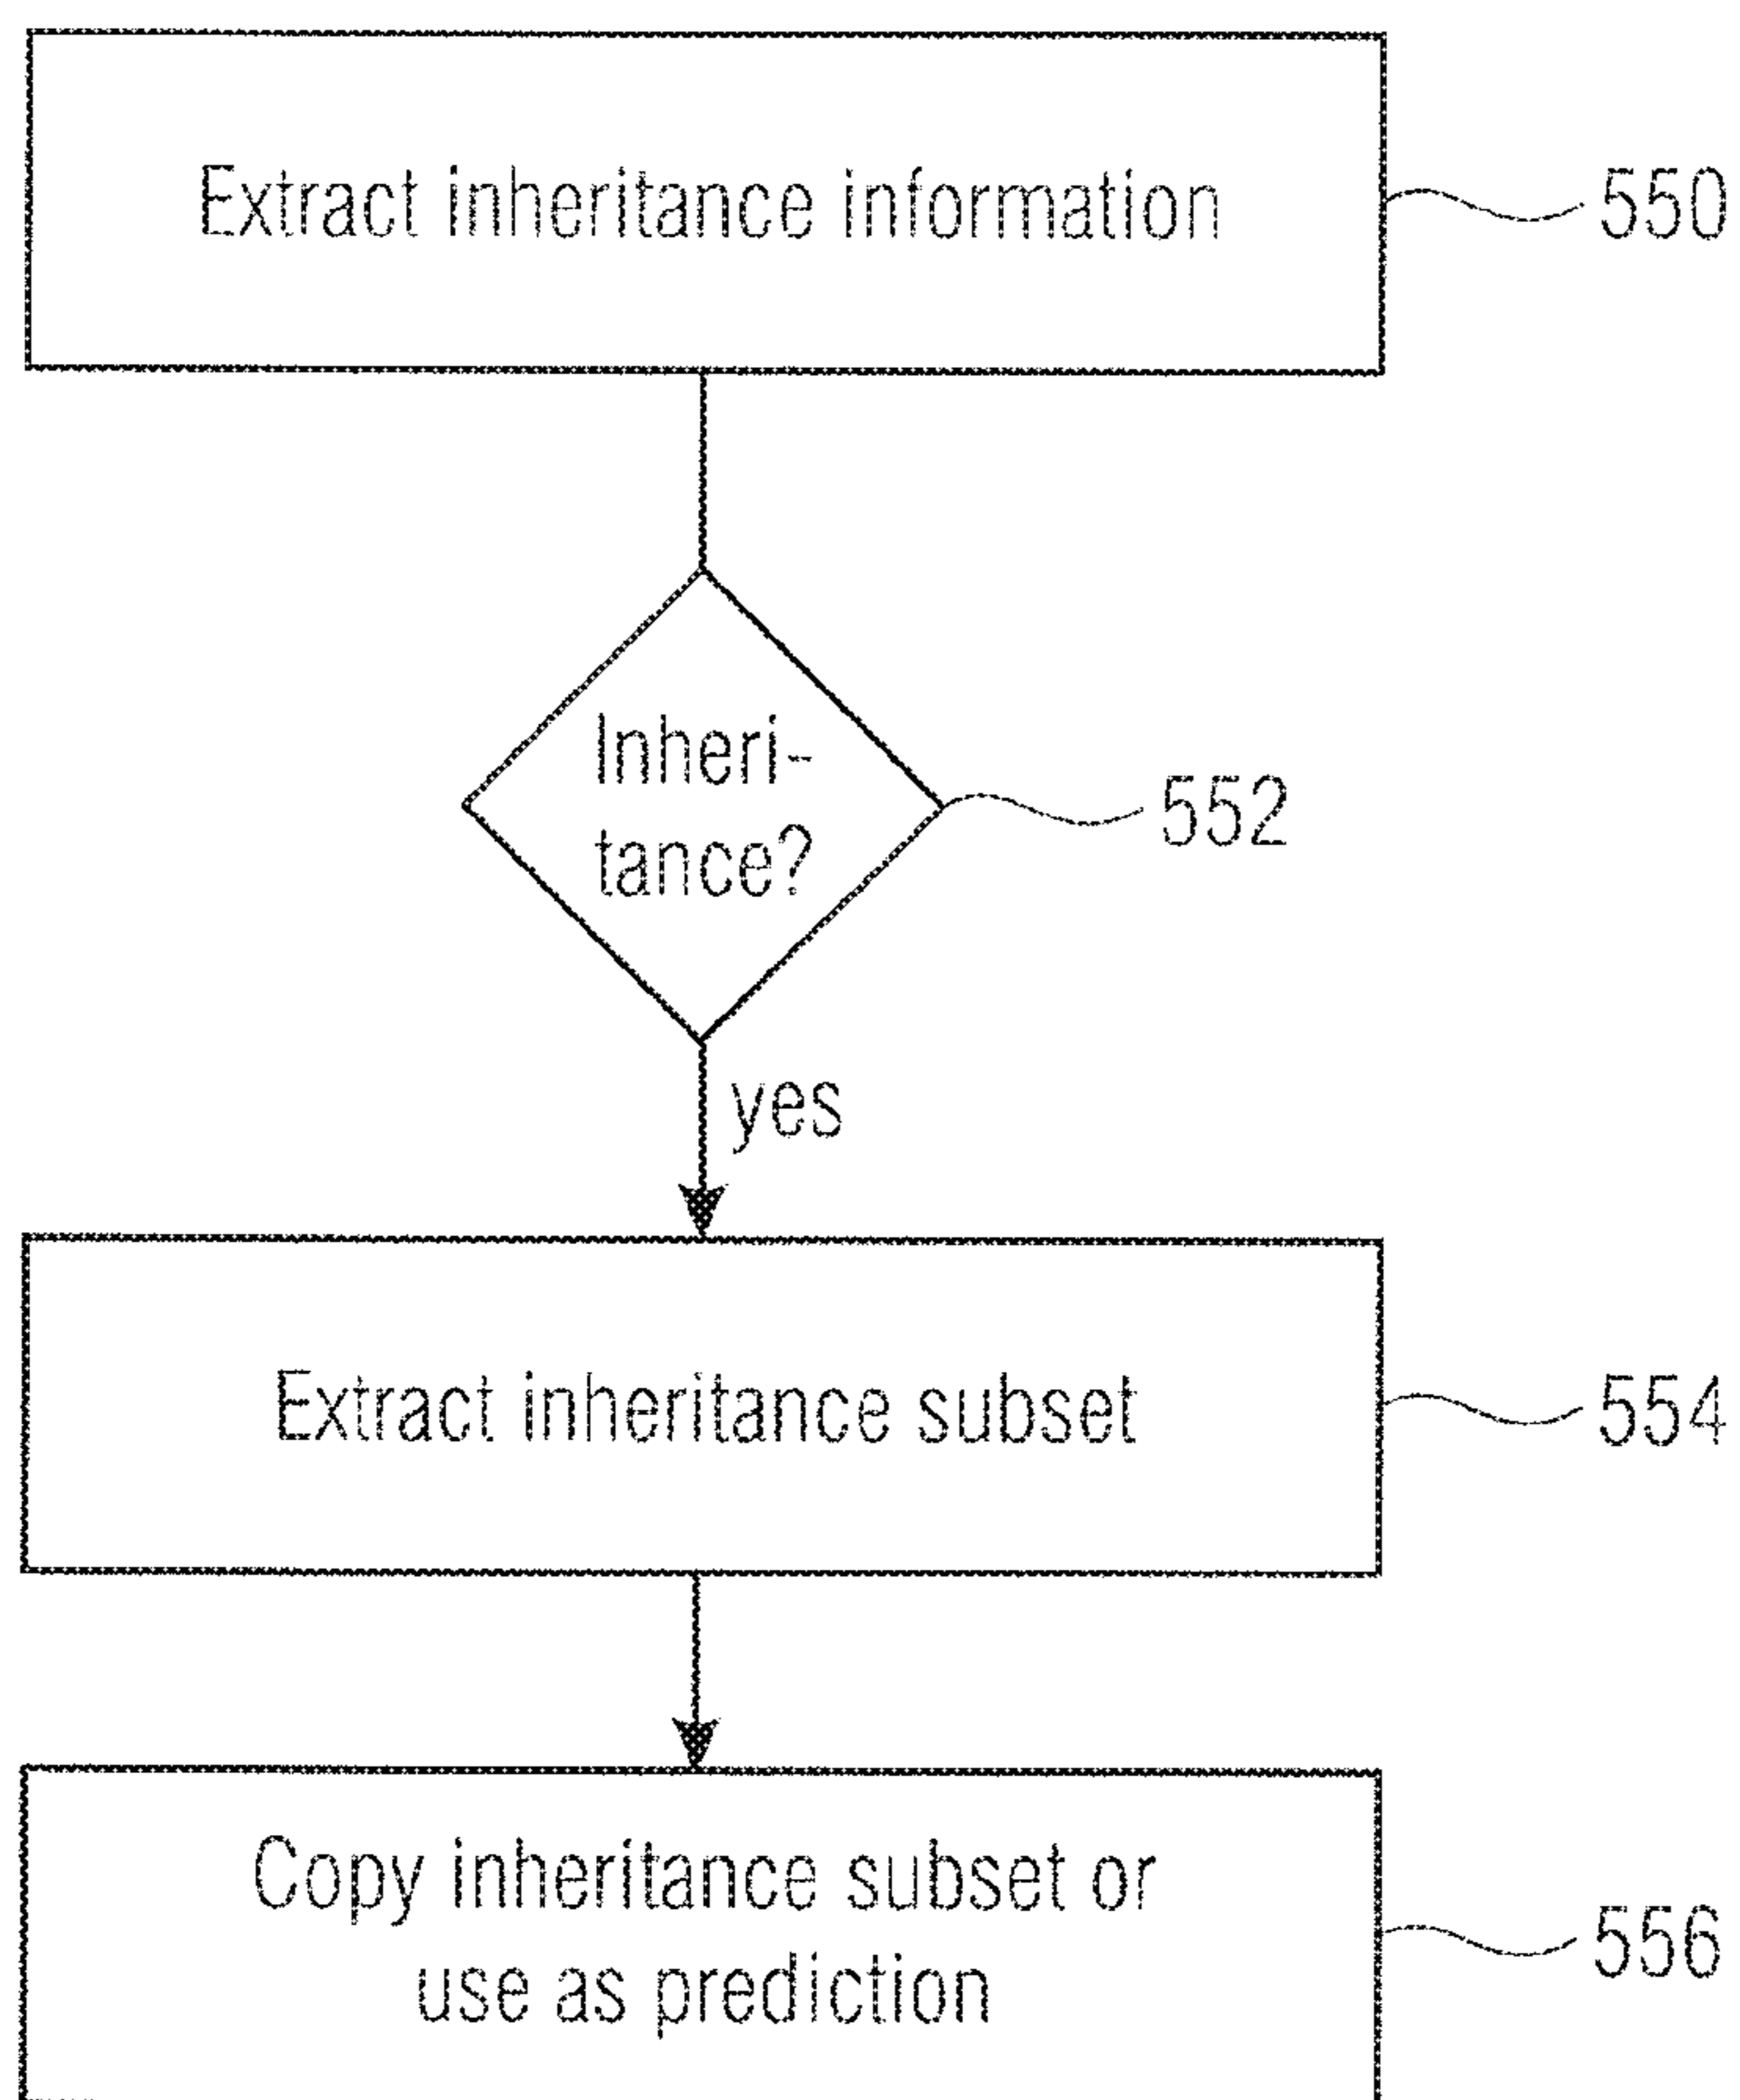 Extract inheritance information
550
Inheri-
tance?
552
yes
Extract inheritance subset
554
Copy inheritance subset or
use as prediction
556